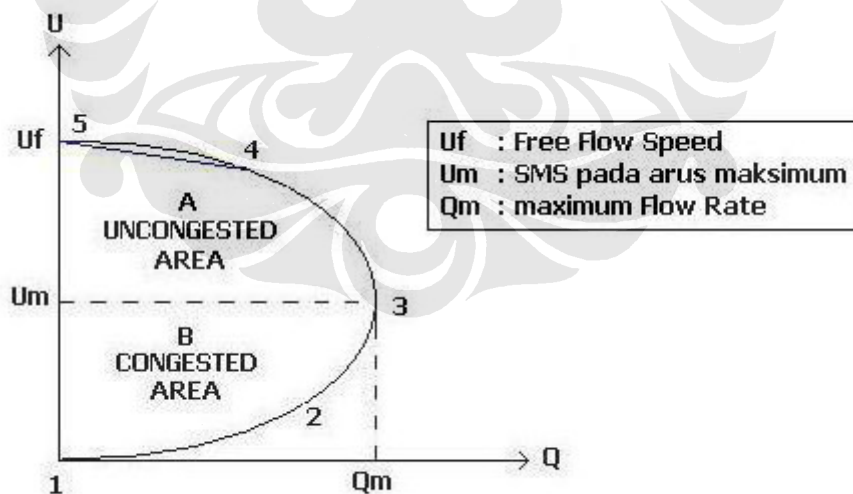 U
5
Uf
4
A
UNCONGESTED
AREA
Um
3
B
CONGESTED
AREA
2
1
Qm
Q
Uf : Free Flow Speed
Um : SMS pada arus maksimum
Qm : maximum Flow Rate